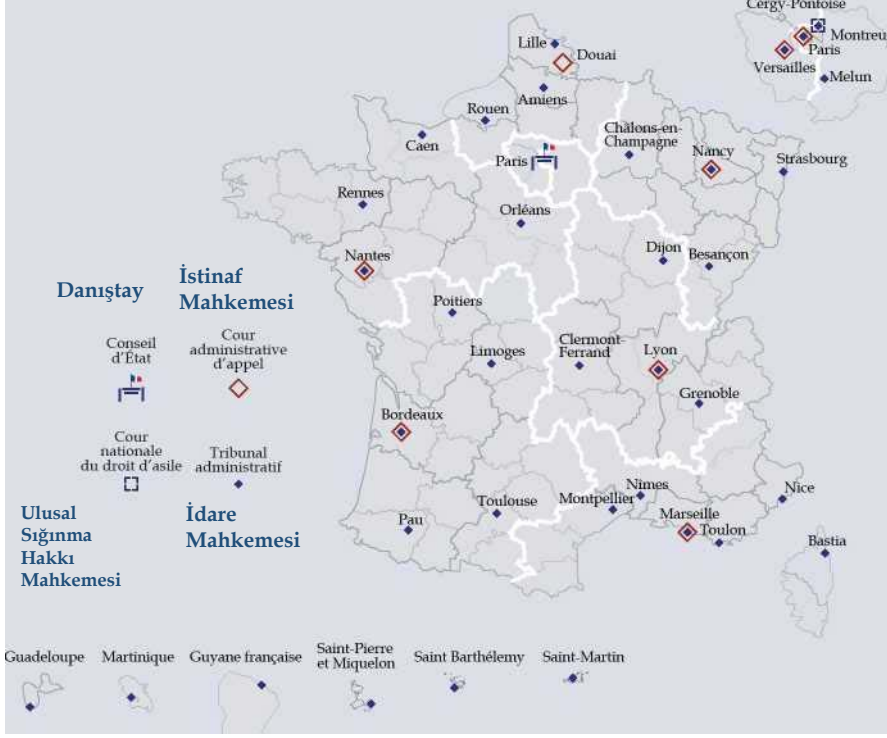 Cergy-Pontoise
Montreu
Paris
Versailles
Melun
Lille
Douai
Amiens
Rouen
Caen
Châlons-en-
Champagne
Nancy
Strasbourg
Paris
Rennes
Orléans
Nantes
Dijon
Besançon
Danıştay
İstinaf
Mahkemesi
Poitiers
Conseil
d'État
Cour
administrative
d'appel
Limoges
Clermont-
Ferrand
Lyon
Grenoble
Bordeaux
Cour
nationale
du droit d'asile
Tribunal
administratif
Ulusal
Sığınma
Hakkı
Mahkemesi
İdare
Mahkemesi
Pau
Toulouse
Montpellier
Nimes
Marseille
Toulon
Nice
Bastia
Guadeloupe
Martinique
Guyane française
Saint-Pierre
et Miquelon
Saint Barthélemy
Saint-Martin